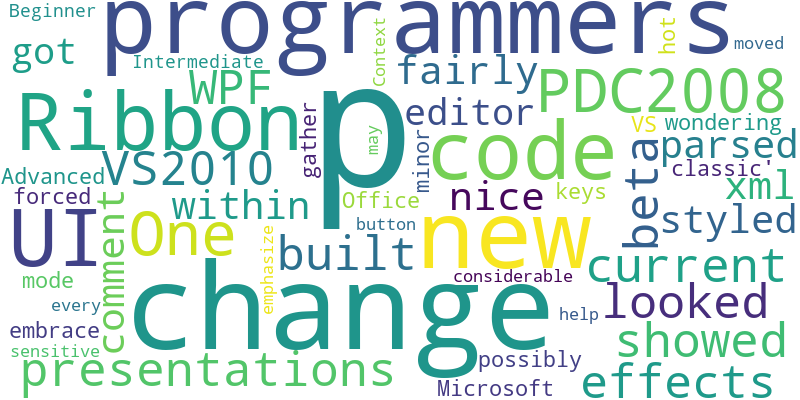 Beginner
programmers
hot
moved
got
Intermediate
Context
WPF
fairly
PDC2008
Ribbon
p
editor
code
VS
wondering
parsed
VS2010
gather
may
minor
beta
classic'
xml
Advanced
forced
comment
within
Office
nice
keys
styled
UI
One
button
new
emphasize
built
change
current
mode
considerable
looked
every
embrace
help
showed
sensitive
presentations
possibly
Microsoft
effects